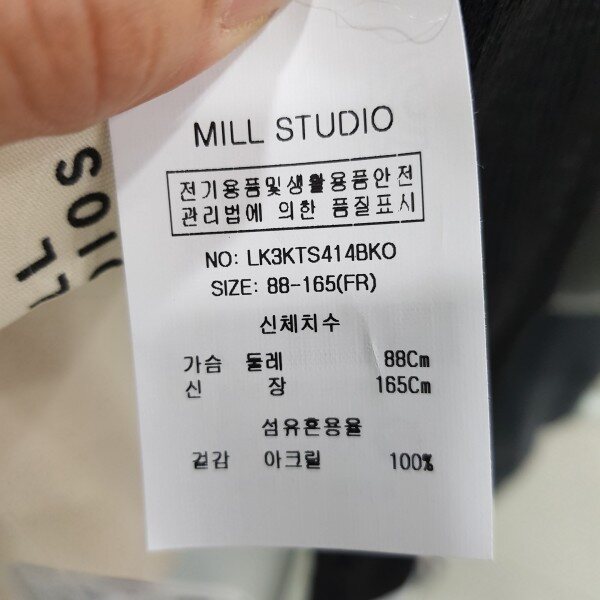 MILL STUDIO
전기용품및생활용품안전
관리법에 의한 품질표시
NO: LK3KTS414BKO
SIZE: 88-165(FR)
신체치수
가슴 둘레 88Cm
신 장 165Cm
섬유혼용율
겉감 아크릴 100%